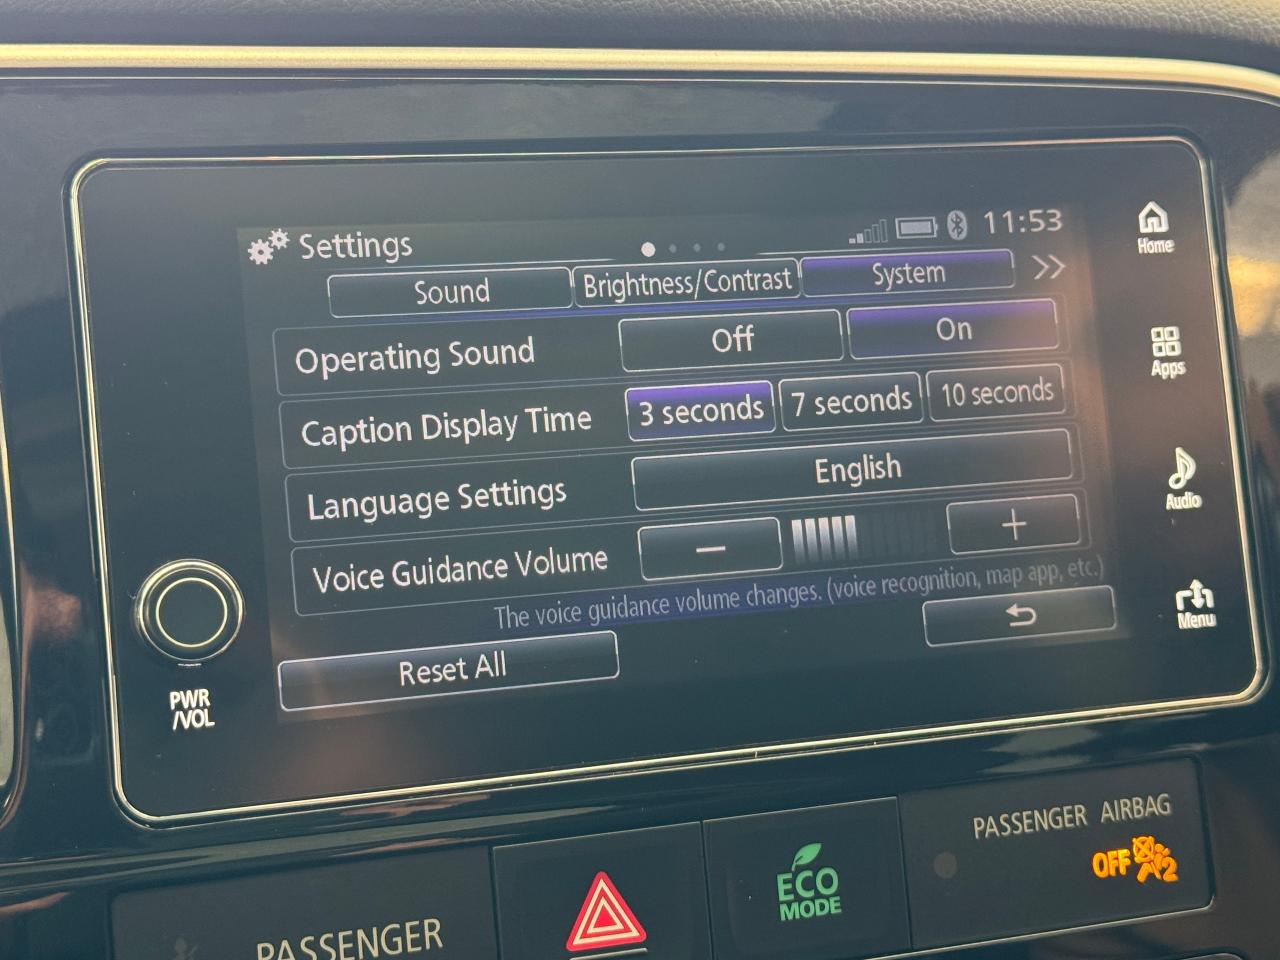 Settings 11:53
Home
Sound Brightness/Contrast System
Operating Sound Off On
Apps
Caption Display Time 3 seconds 7 seconds 10 seconds
Language Settings English
Audio
Voice Guidance Volume − +
The voice guidance volume changes. (voice recognition, map app, etc.)
Menu
Reset All
PWR
/VOL
PASSENGER AIRBAG
OFF 2
ECO
MODE
PASSENGER